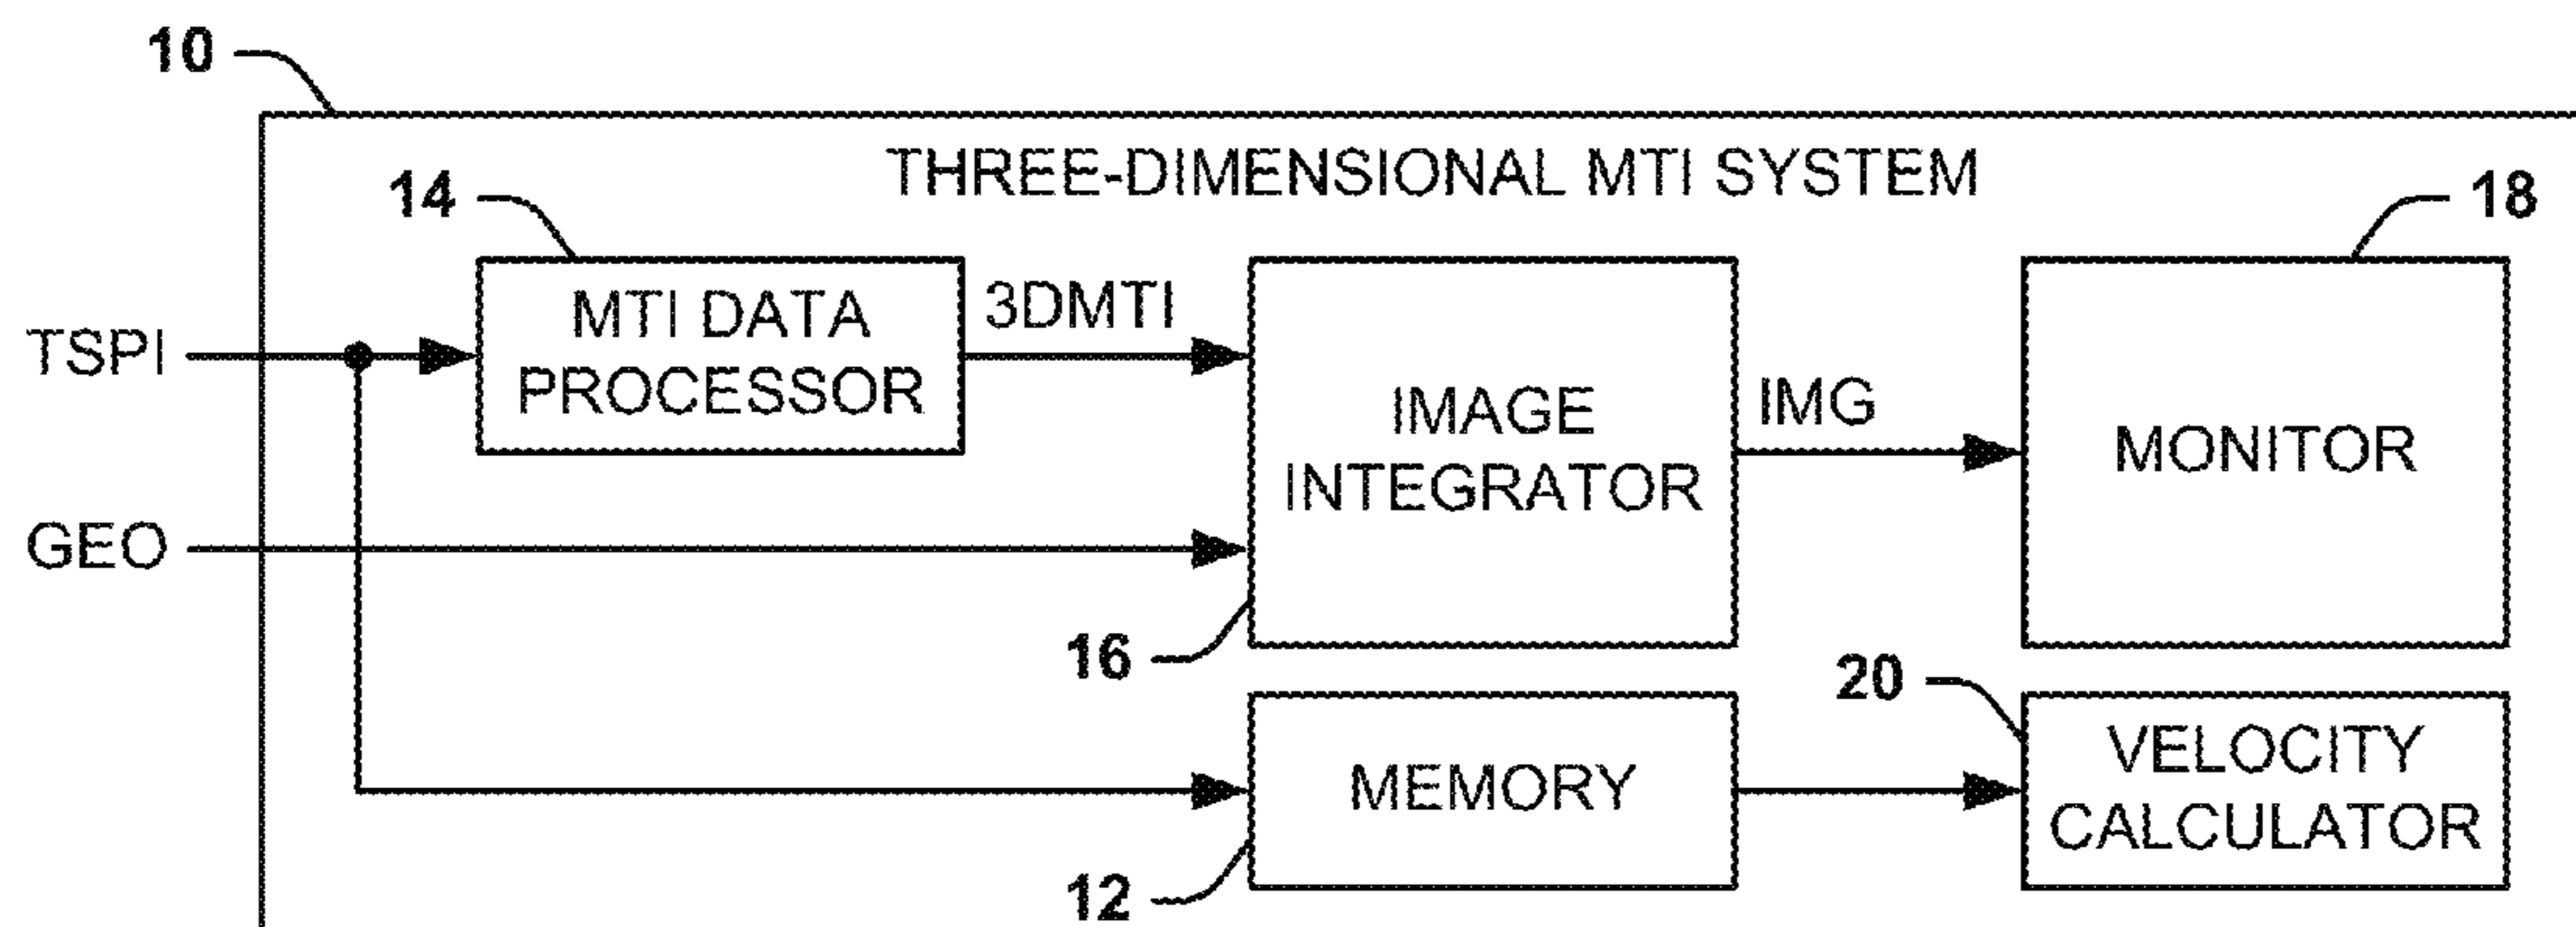 10
THREE-DIMENSIONAL MTI SYSTEM
14
18
MTI DATA
PROCESSOR
3DMTI
TSPI
IMAGE
INTEGRATOR
IMG
MONITOR
GEO
16
20
MEMORY
VELOCITY
CALCULATOR
12